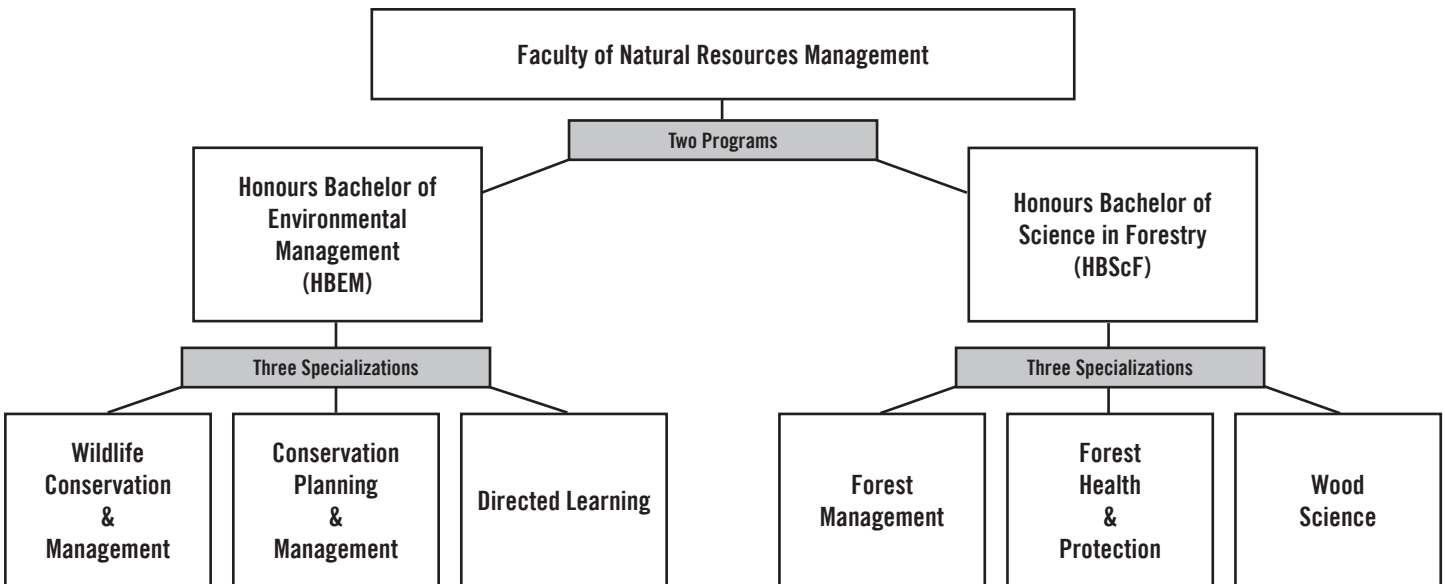 Faculty of Natural Resources Management
Two Programs
Honours Bachelor of
Environmental
Management
(HBEM)
Honours Bachelor of
Science in Forestry
(HBScF)
Three Specializations
Three Specializations
Wildlife
Conservation
&
Management
Conservation
Planning
&
Management
Directed Learning
Forest
Management
Forest
Health
&
Protection
Wood
Science